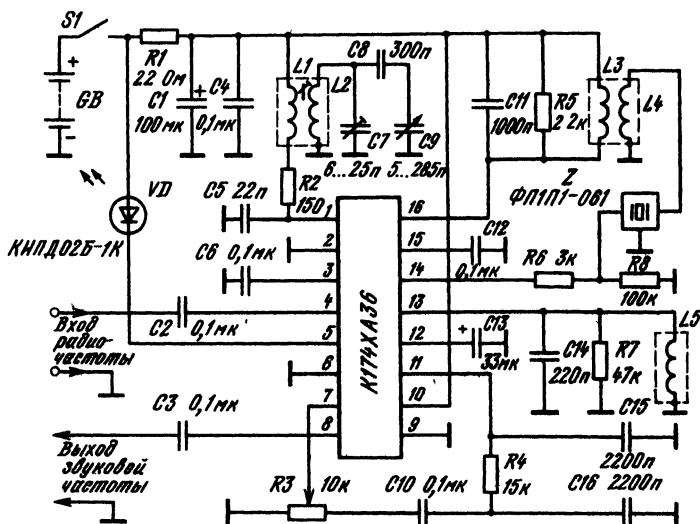 S1
R1
22 Ом
GB
+
-
C1
100 мк
+
C4
0,1мк
L1
L2
C8
300п
C7
6...25п
C9
5...285п
R2
150
C11
1000п
R5
2 2к
L3
L4
Z
ФП1П1-061
VD
КИПД02Б-1К
C5 22п
C6 0,1мк
1
2
3
4
5
6
7
8
16
15
14
13
12
11
10
9
К174ХА36
C12
0,1мк
R6 3к
R8
100к
C2 0,1мк
Вход
радио-
частоты
+
C13
33мк
C14
220п
R7
47к
L5
C3 0,1мк
Выход
звуковой
частоты
R3 10к
C10 0,1мк
R4
15к
C15
2200п
C16 2200п